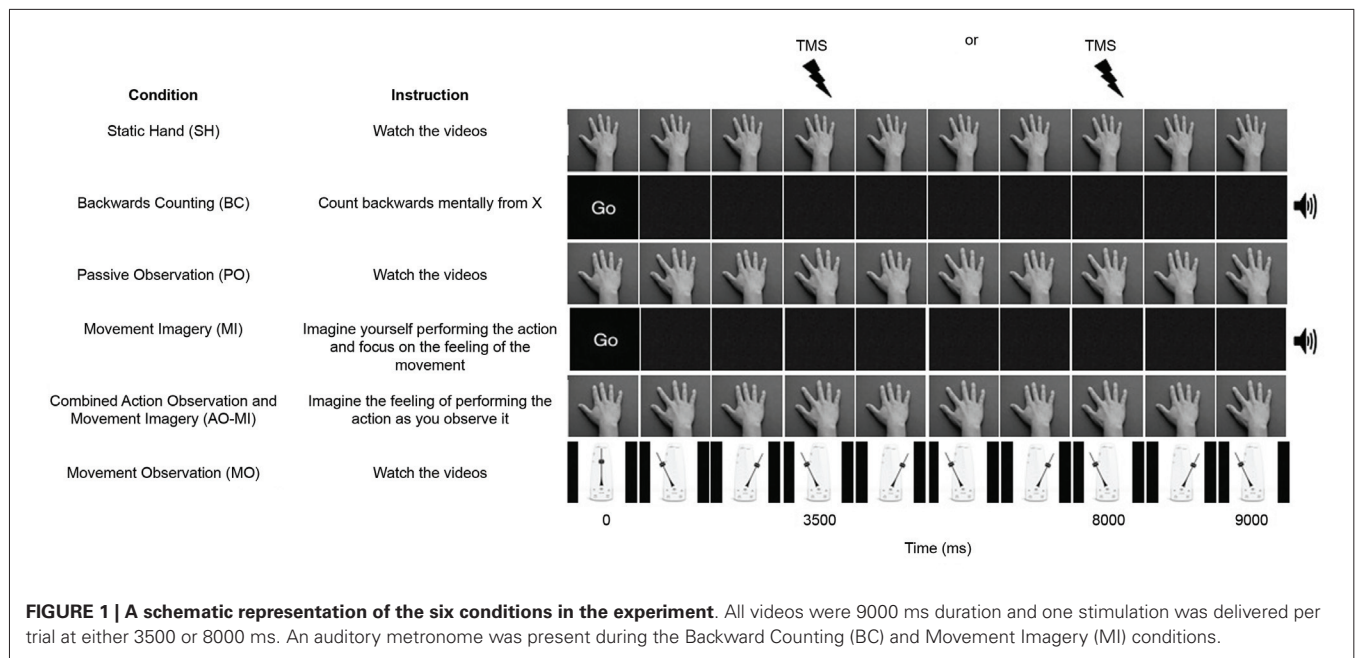 TMS or TMS
Condition Instruction
Static Hand (SH) Watch the videos
Go
Backwards Counting (BC) Count backwards mentally from X
Passive Observation (PO) Watch the videos
Movement Imagery (MI) Imagine yourself performing the action
and focus on the feeling of the
movement
Go
Combined Action Observation and
Movement Imagery (AO-MI)
Imagine the feeling of performing the
action as you observe it
Movement Observation (MO) Watch the videos
0 3500 8000 9000
Time (ms)
FIGURE 1 | A schematic representation of the six conditions in the experiment. All videos were 9000 ms duration and one stimulation was delivered per
trial at either 3500 or 8000 ms. An auditory metronome was present during the Backward Counting (BC) and Movement Imagery (MI) conditions.